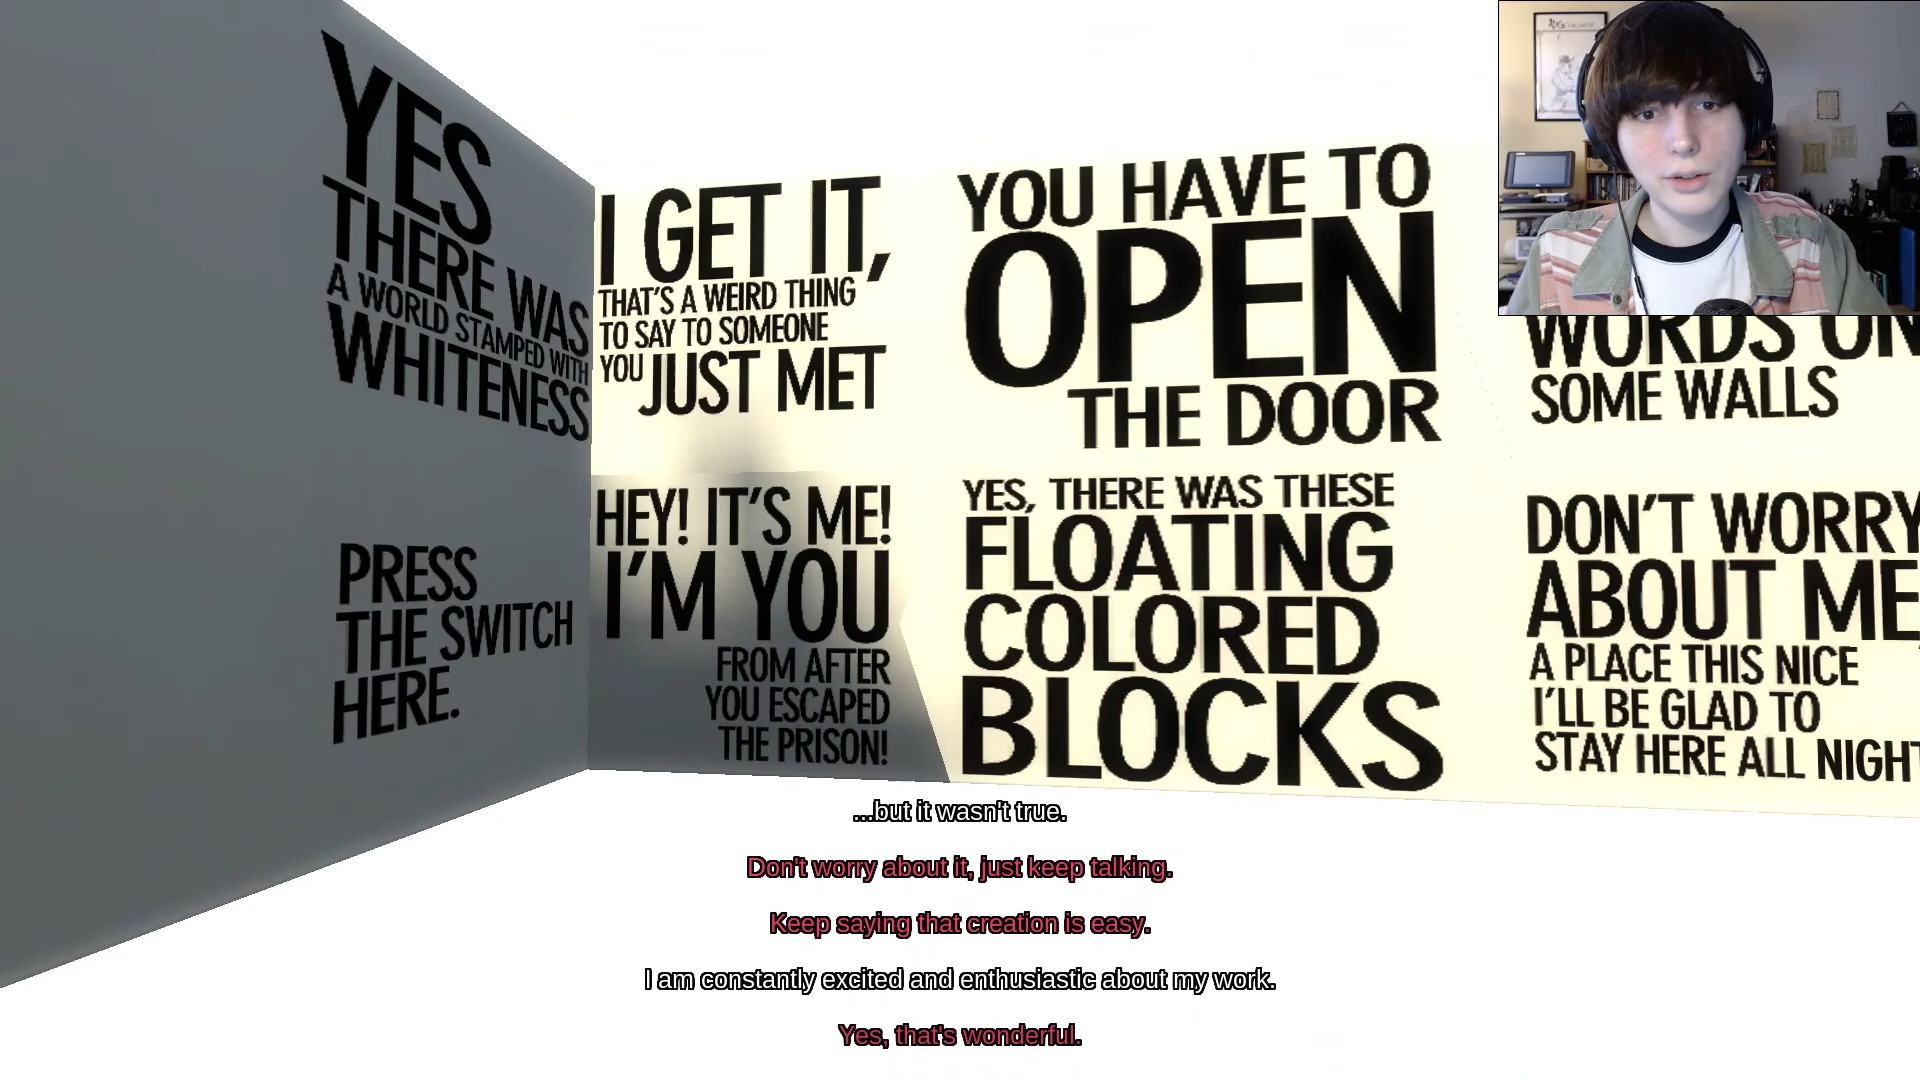 YES
THERE WAS
A WORLD STAMPED WITH
WHITENESS
PRESS
THE SWITCH
HERE.
I GET IT,
THAT'S A WEIRD THING
TO SAY TO SOMEONE
YOU JUST MET
HEY! IT'S ME!
I'M YOU
FROM AFTER
YOU ESCAPED
THE PRISON!
YOU HAVE TO
OPEN
THE DOOR
YES, THERE WAS THESE
FLOATING
COLORED
BLOCKS
WORDS ON
SOME WALLS
DON'T WORRY
ABOUT ME,
A PLACE THIS NICE
I'LL BE GLAD TO
STAY HERE ALL NIGHT
...but it wasn't true.
Don't worry about it, just keep talking.
Keep saying that creation is easy.
I am constantly excited and enthusiastic about my work.
Yes, that's wonderful.